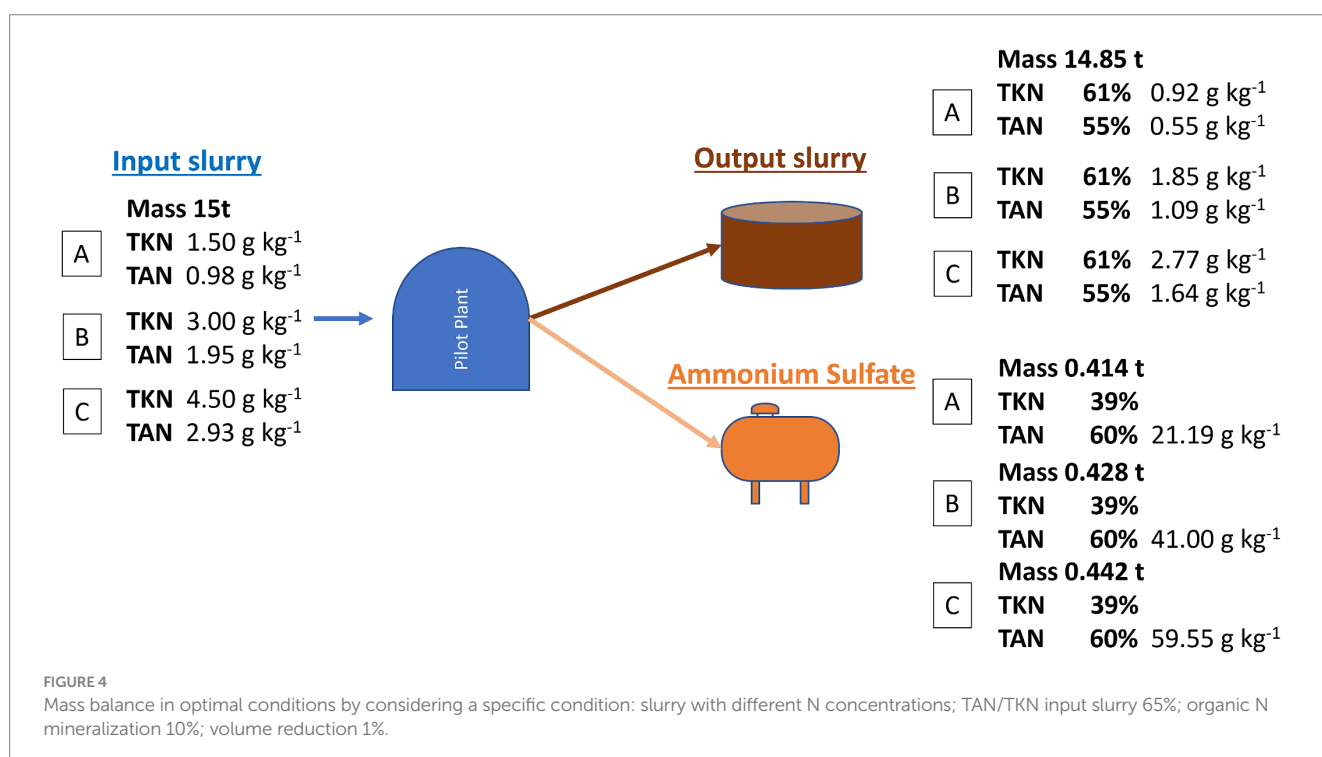 Input slurry
Mass 15t
A
TKN 1.50 g kg-1
TAN 0.98 g kg-1
B
TKN 3.00 g kg-1
TAN 1.95 g kg-1
C
TKN 4.50 g kg-1
TAN 2.93 g kg-1
Pilot Plant
Output slurry
Mass 14.85 t
A
TKN 61% 0.92 g kg-1
TAN 55% 0.55 g kg-1
B
TKN 61% 1.85 g kg-1
TAN 55% 1.09 g kg-1
C
TKN 61% 2.77 g kg-1
TAN 55% 1.64 g kg-1
Ammonium Sulfate
Mass 0.414 t
A
TKN 39%
TAN 60% 21.19 g kg-1
Mass 0.428 t
B
TKN 39%
TAN 60% 41.00 g kg-1
Mass 0.442 t
C
TKN 39%
TAN 60% 59.55 g kg-1
FIGURE 4
Mass balance in optimal conditions by considering a specific condition: slurry with different N concentrations; TAN/TKN input slurry 65%; organic N
mineralization 10%; volume reduction 1%.